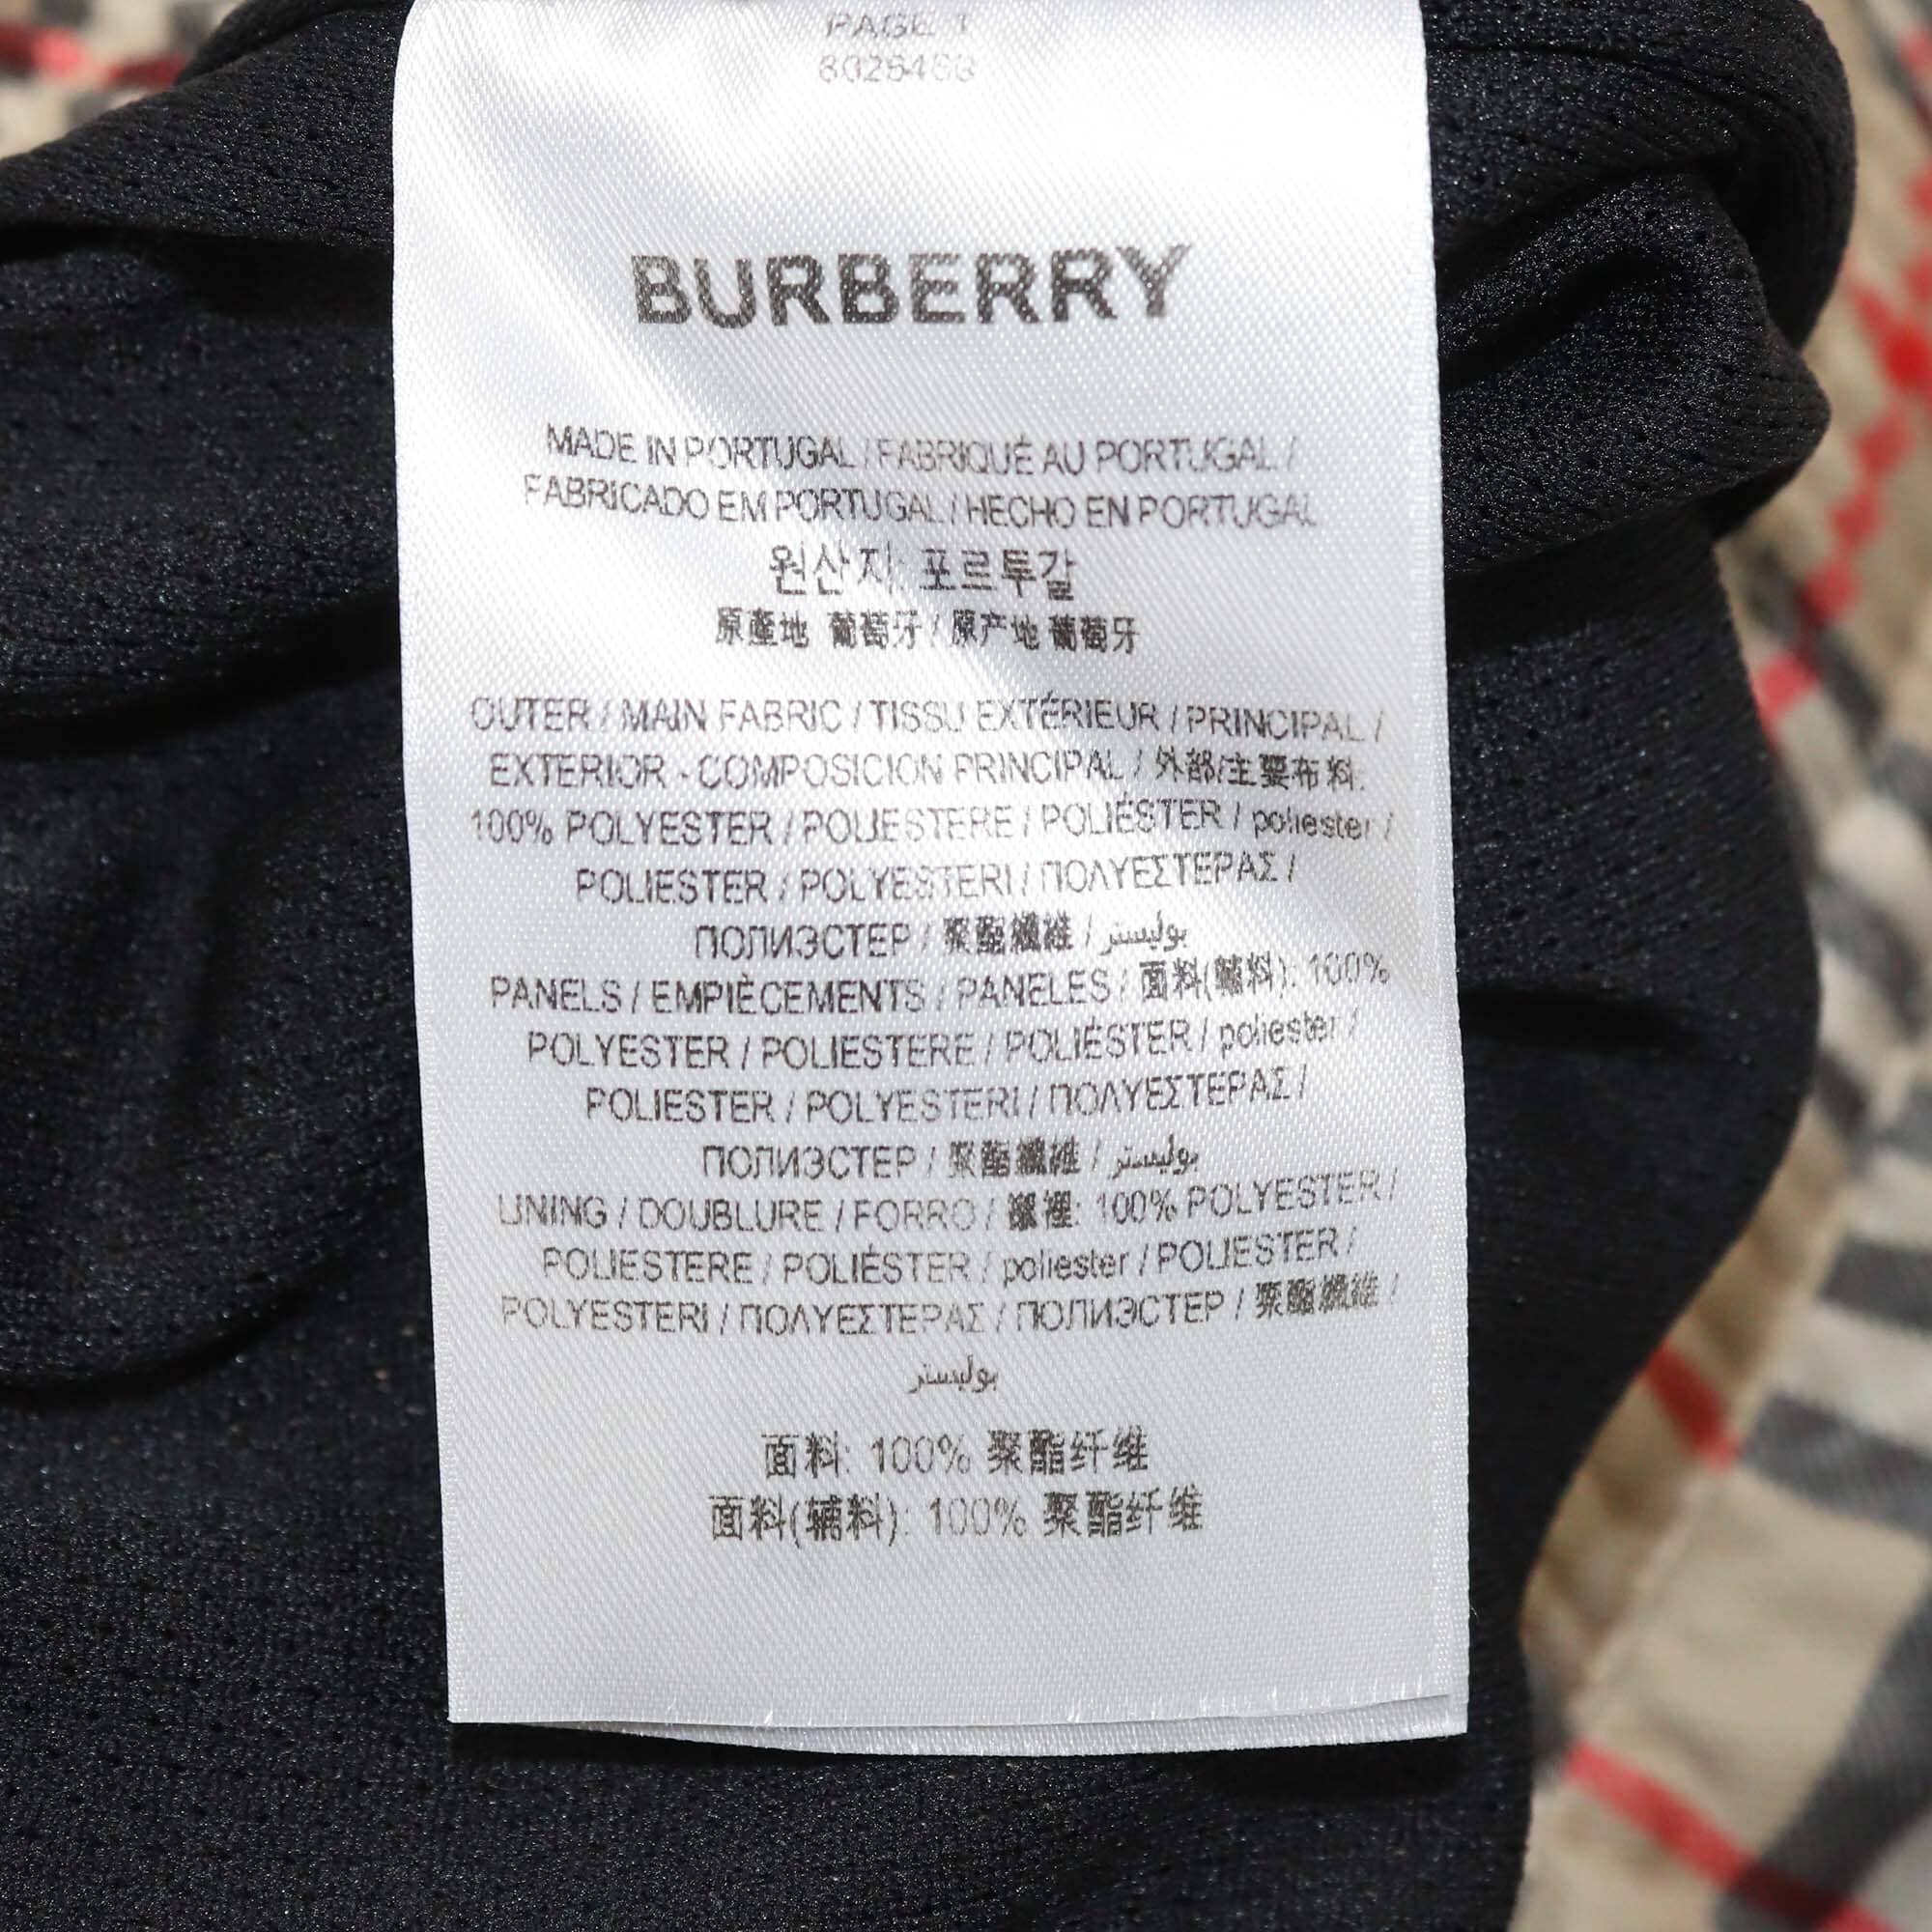 PAGE 1
BURBERRY
MADE IN PORTUGAL / FABRIQUÉ AU PORTUGAL /
FABRICADO EM PORTUGAL / HECHO EN PORTUGAL
원산지: 포르투갈
原產地 葡萄牙 / 原产地 葡萄牙
OUTER / MAIN FABRIC / TISSU EXTÉRIEUR / PRINCIPAL /
EXTERIOR - COMPOSICION PRINCIPAL / 外部/主要布料:
100% POLYESTER / POLIESTERE / POLIÉSTER / poliester /
POLIESTER / POLYESTERI / ΠΟΛΥΕΣΤΕΡΑΣ /
ПОЛИЭСТЕР / 聚酯纖維 / بوليستر
PANELS / EMPIÈCEMENTS / PANELES / 面料(輔料): 100%
POLYESTER / POLIESTERE / POLIÉSTER / poliester /
POLIESTER / POLYESTERI / ΠΟΛΥΕΣΤΕΡΑΣ /
ПОЛИЭСТЕР / 聚酯纖維 / بوليستر
LINING / DOUBLURE / FORRO / 襯裡: 100% POLYESTER /
POLIESTERE / POLIÉSTER / poliester / POLIESTER /
POLYESTERI / ΠΟΛΥΕΣΤΕΡΑΣ / ПОЛИЭСТЕР / 聚酯纖維 /
بوليستر
面料: 100% 聚酯纤维
面料(辅料): 100% 聚酯纤维